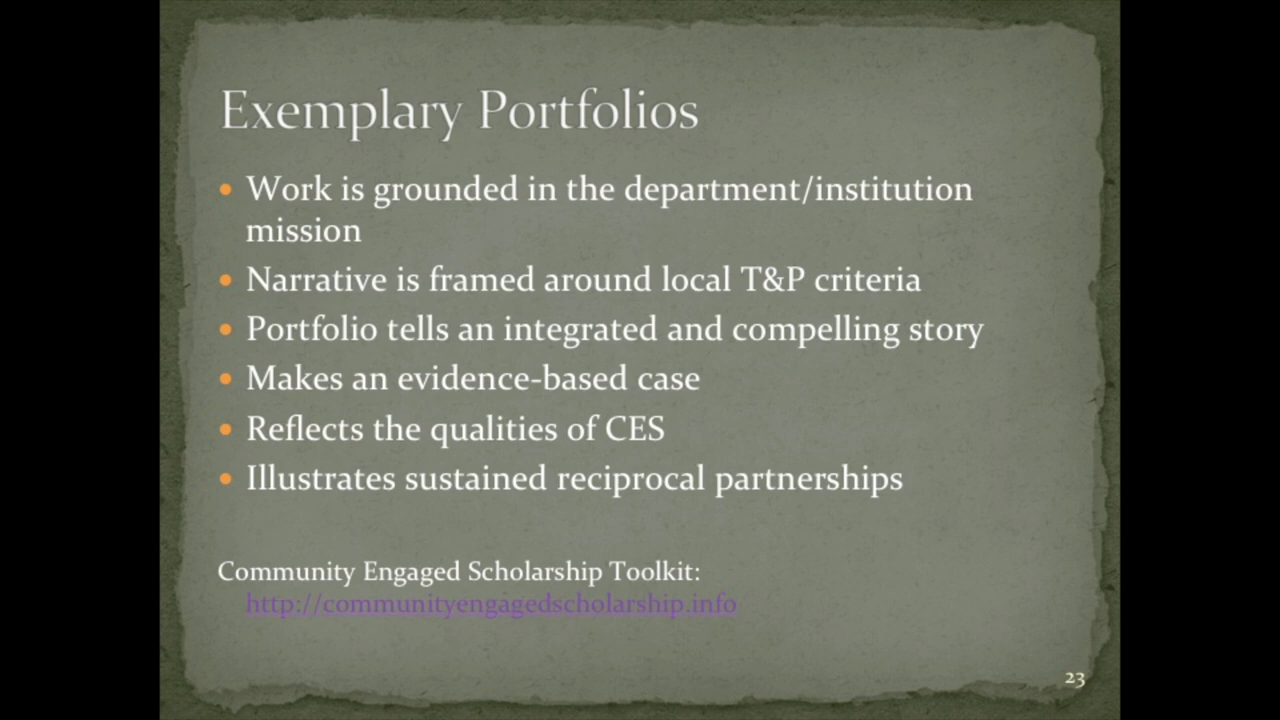 Exemplary Portfolios
• Work is grounded in the department/institution
mission
• Narrative is framed around local T&P criteria
• Portfolio tells an integrated and compelling story
• Makes an evidence-based case
• Reflects the qualities of CES
• Illustrates sustained reciprocal partnerships
Community Engaged Scholarship Toolkit:
http://communityengagedscholarship.info
23